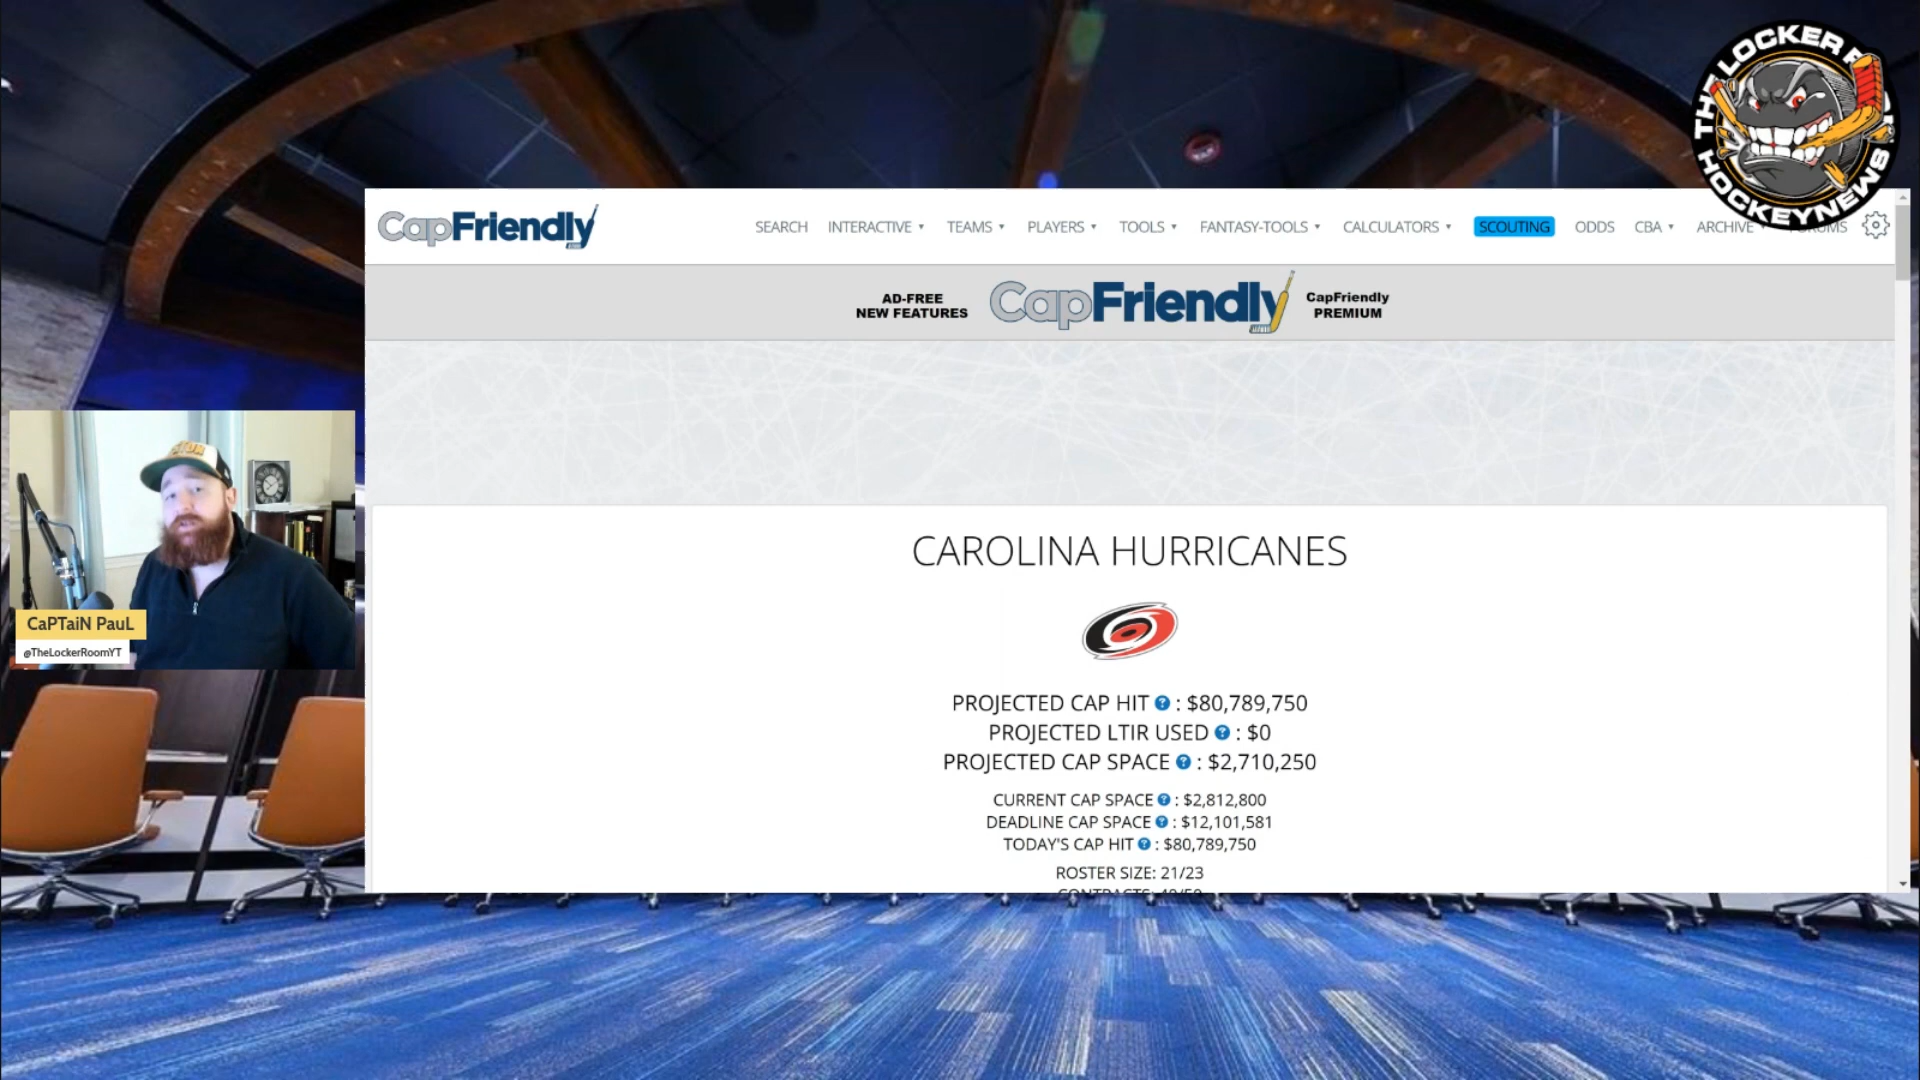 THE LOCKER
HOCKEYNEWS
CapFriendly
SEARCH INTERACTIVE TEAMS PLAYERS TOOLS FANTASY-TOOLS CALCULATORS SCOUTING ODDS CBA ARCHIVE
AD-FREE
NEW FEATURES
CapFriendly
CapFriendly
PREMIUM
CAROLINA HURRICANES
PROJECTED CAP HIT ? : $80,789,750
PROJECTED LTIR USED ? : $0
PROJECTED CAP SPACE ? : $2,710,250
CURRENT CAP SPACE ? : $2,812,800
DEADLINE CAP SPACE ? : $12,101,581
TODAY'S CAP HIT ? : $80,789,750
ROSTER SIZE: 21/23
CaPTaiN PauL
@TheLockerRoomYT